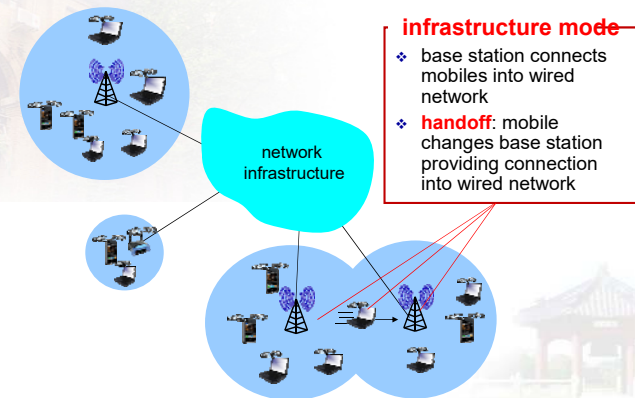 infrastructure mode
base station connects
mobiles into wired
network
handoff: mobile
changes base station
providing connection
into wired network
network
infrastructure